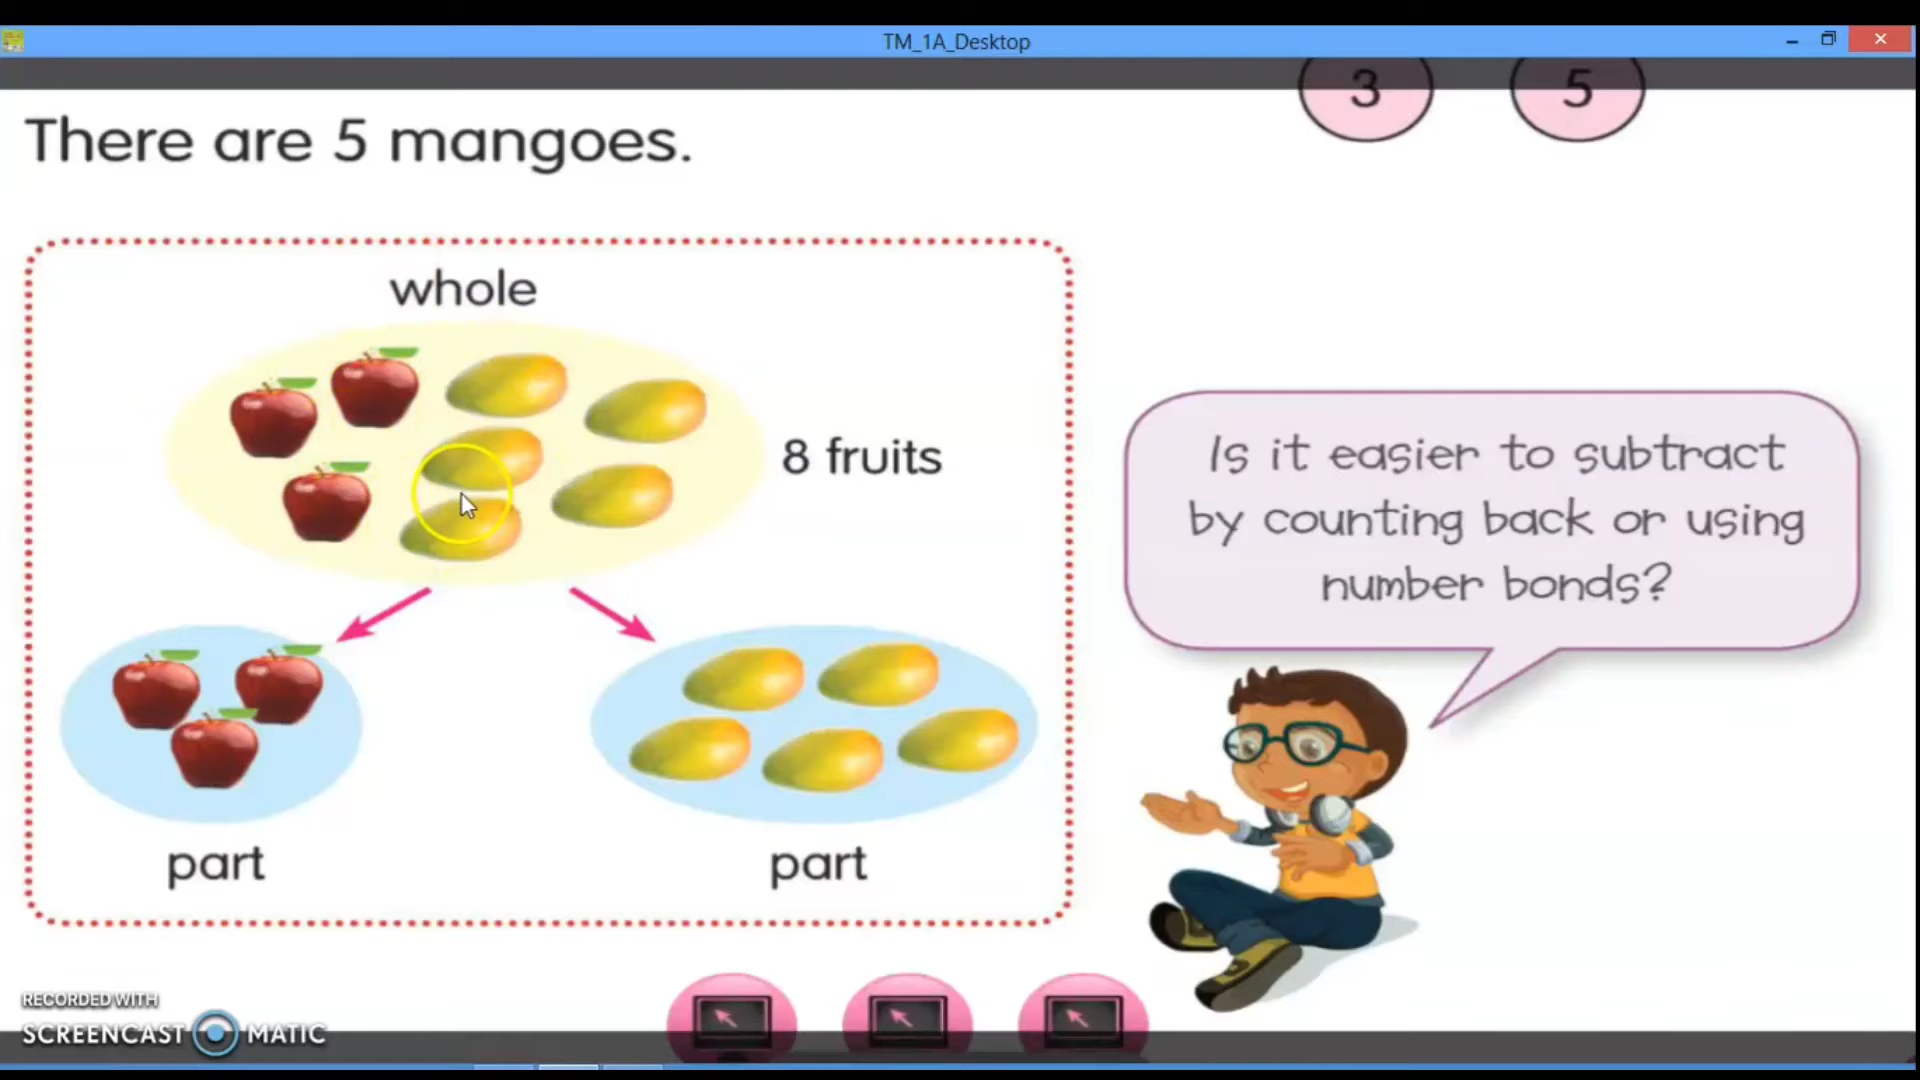 TM_1A_Desktop
3 5
There are 5 mangoes.
whole
8 fruits
part part
Is it easier to subtract
by counting back or using
number bonds?
RECORDED WITH
SCREENCAST MATIC